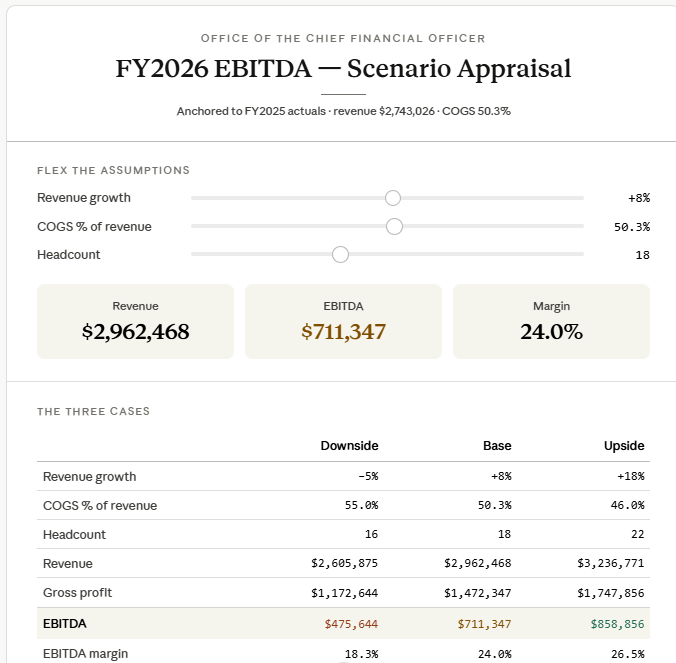 OFFICE OF THE CHIEF FINANCIAL OFFICER
FY2026 EBITDA — Scenario Appraisal
Anchored to FY2025 actuals · revenue $2,743,026 · COGS 50.3%
FLEX THE ASSUMPTIONS
Revenue growth +8%
COGS % of revenue 50.3%
Headcount 18
Revenue EBITDA Margin
$2,962,468 $711,347 24.0%
THE THREE CASES
Downside Base Upside
Revenue growth −5% +8% +18%
COGS % of revenue 55.0% 50.3% 46.0%
Headcount 16 18 22
Revenue $2,605,875 $2,962,468 $3,236,771
Gross profit $1,172,644 $1,472,347 $1,747,856
EBITDA $475,644 $711,347 $858,856
EBITDA margin 18.3% 24.0% 26.5%